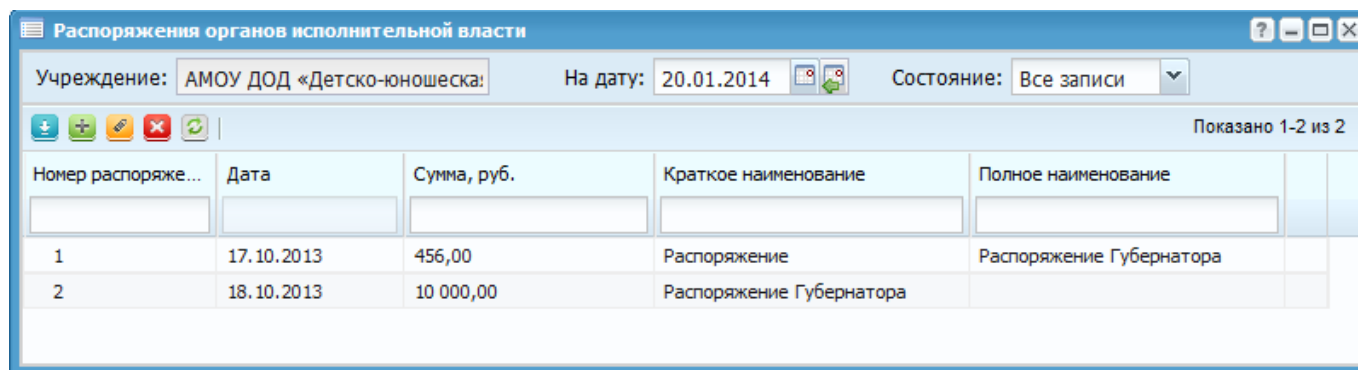 Распоряжения органов исполнительной власти
Учреждение: АМОУ ДОД «Детско-юношеска: На дату: 20.01.2014 Состояние: Все записи
Показано 1-2 из 2
Номер распоряже... Дата Сумма, руб. Краткое наименование Полное наименование
1 17.10.2013 456,00 Распоряжение Распоряжение Губернатора
2 18.10.2013 10 000,00 Распоряжение Губернатора